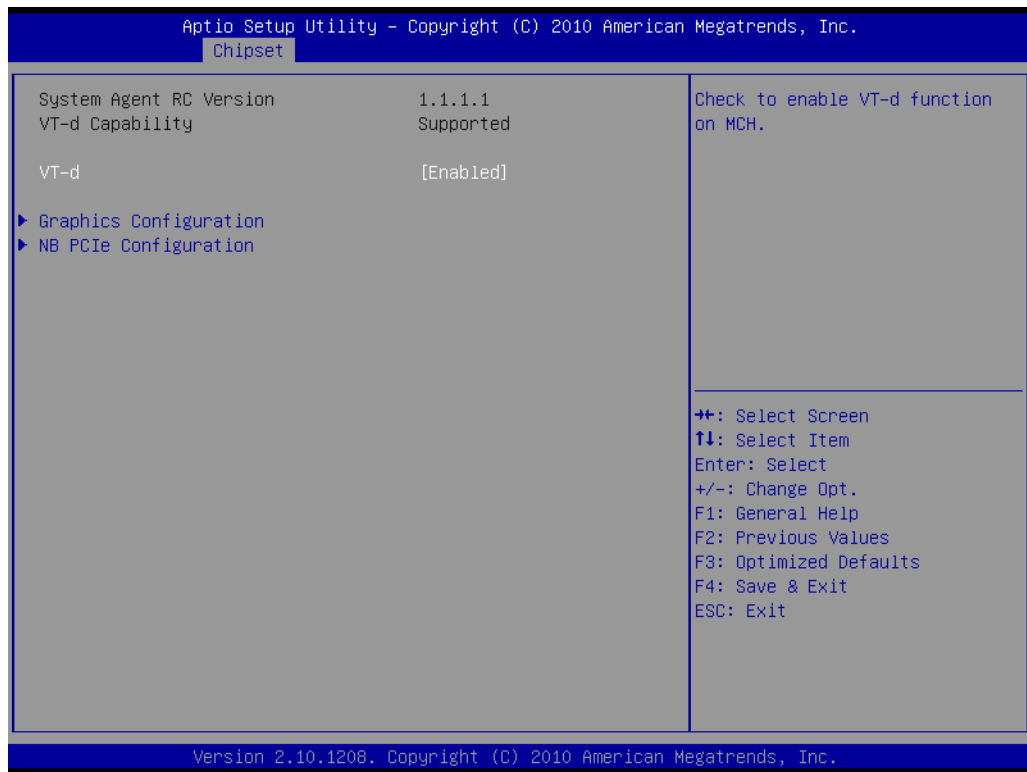 Aptio Setup Utility – Copyright (C) 2010 American Megatrends, Inc.
Chipset
System Agent RC Version 1.1.1.1
VT-d Capability Supported
VT-d [Enabled]
Graphics Configuration
NB PCIe Configuration
Check to enable VT-d function
on MCH.
→←: Select Screen
↑↓: Select Item
Enter: Select
+/-: Change Opt.
F1: General Help
F2: Previous Values
F3: Optimized Defaults
F4: Save & Exit
ESC: Exit
Version 2.10.1208. Copyright (C) 2010 American Megatrends, Inc.